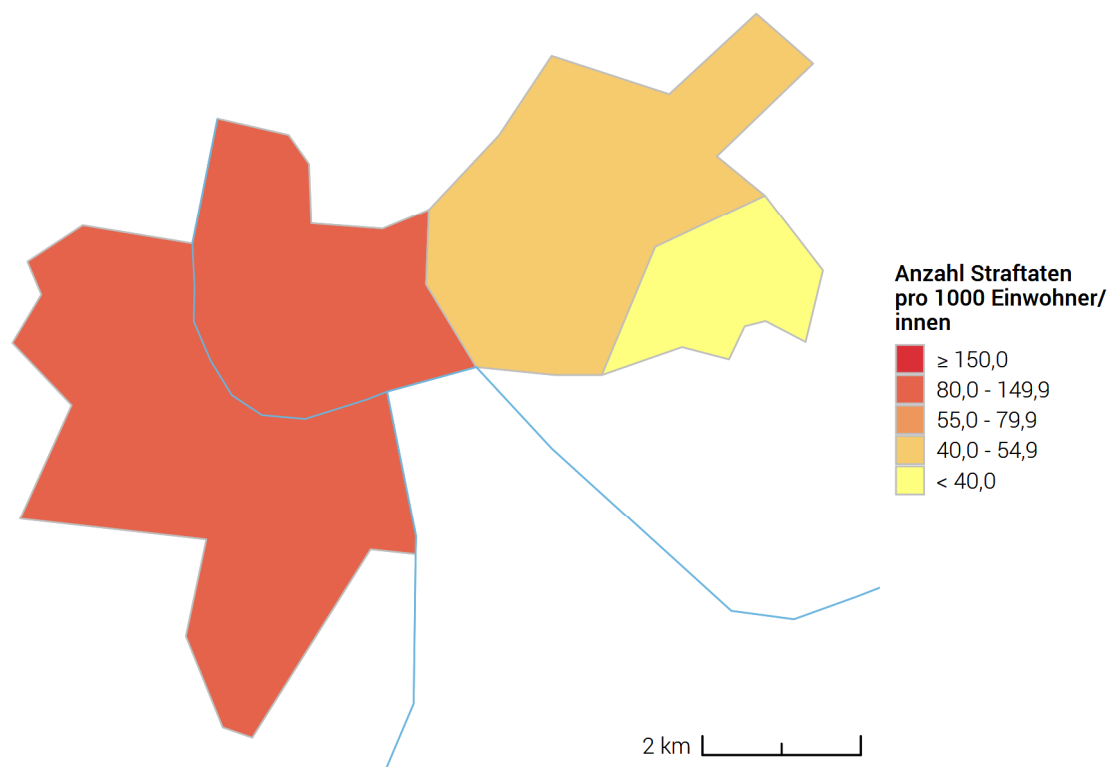 Anzahl Straftaten
pro 1000 Einwohner/
innen
≥ 150,0
80,0 - 149,9
55,0 - 79,9
40,0 - 54,9
< 40,0
2 km